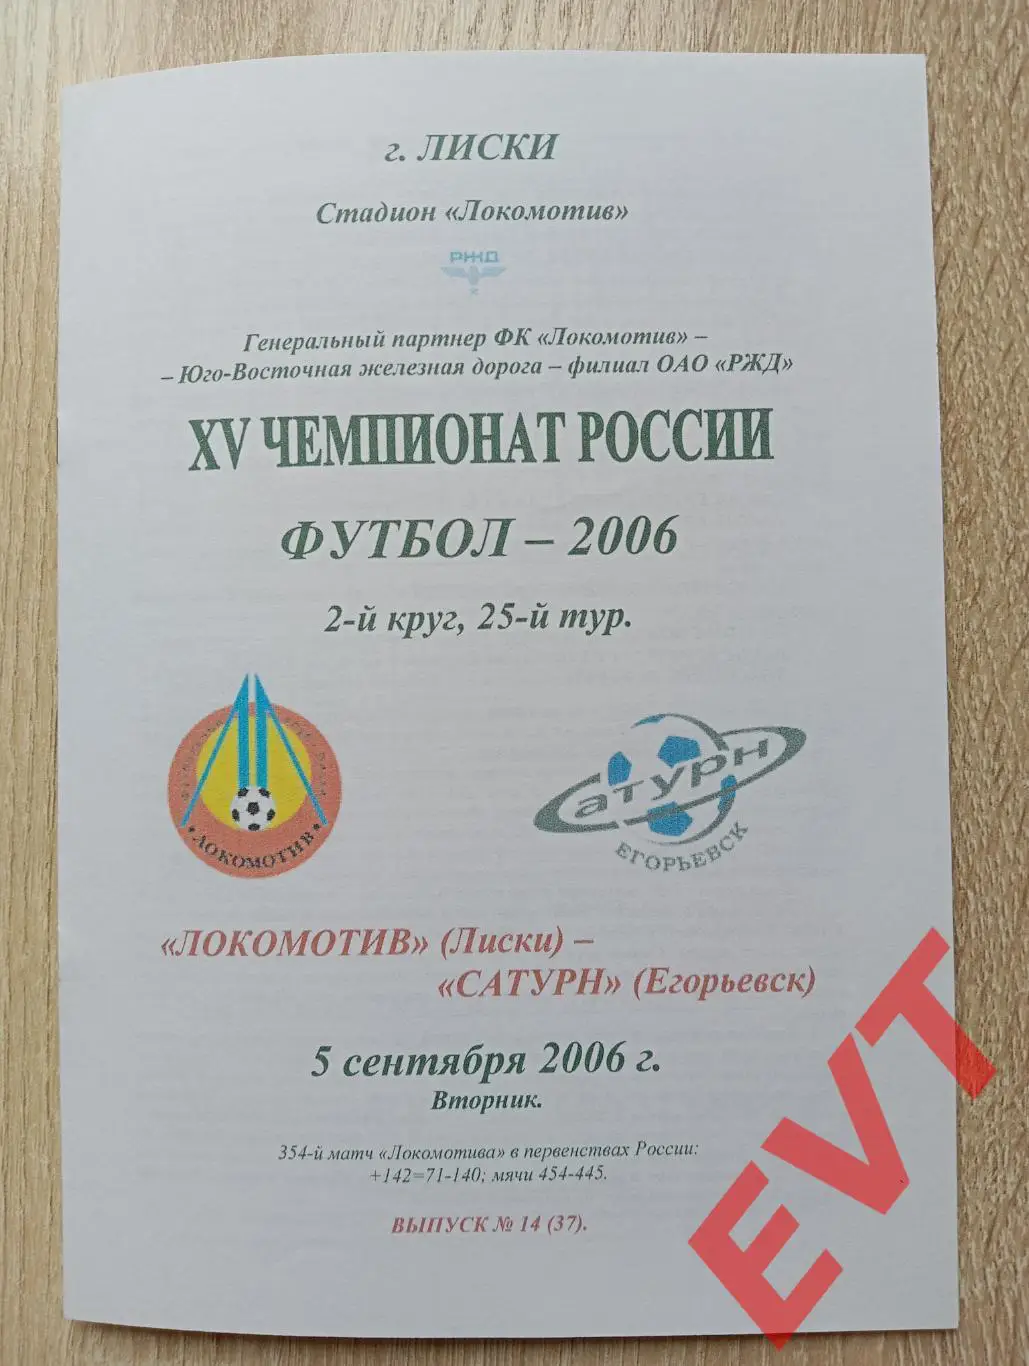 г. ЛИСКИ
Стадион «Локомотив»
РЖД
Генеральный партнер ФК «Локомотив» –
– Юго-Восточная железная дорога – филиал ОАО «РЖД»
XV ЧЕМПИОНАТ РОССИИ
ФУТБОЛ – 2006
2-й круг, 25-й тур.
• ЛОКОМОТИВ •
Сатурн
ЕГОРЬЕВСК
«ЛОКОМОТИВ» (Лиски) –
«САТУРН» (Егорьевск)
5 сентября 2006 г.
Вторник.
354-й матч «Локомотива» в первенствах России:
+142=71-140; мячи 454-445.
ВЫПУСК № 14 (37).
EVT